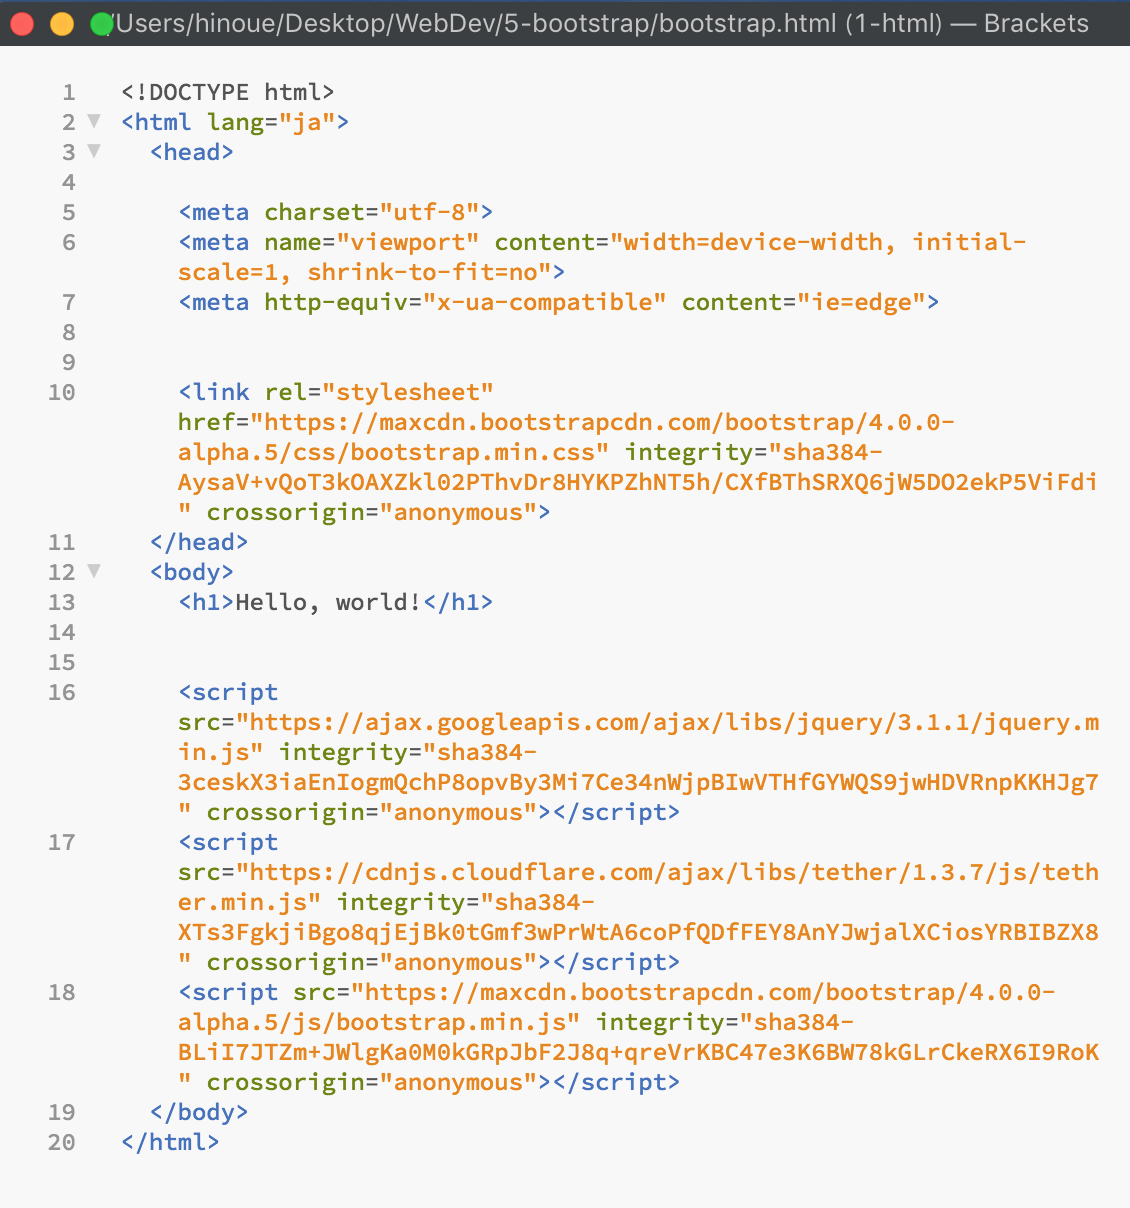 /Users/hinoue/Desktop/WebDev/5-bootstrap/bootstrap.html (1-html) — Brackets
1 <!DOCTYPE html>
2 <html lang="ja">
3 <head>
4
5 <meta charset="utf-8">
6 <meta name="viewport" content="width=device-width, initial-
scale=1, shrink-to-fit=no">
7 <meta http-equiv="x-ua-compatible" content="ie=edge">
8
9
10 <link rel="stylesheet"
href="https://maxcdn.bootstrapcdn.com/bootstrap/4.0.0-
alpha.5/css/bootstrap.min.css" integrity="sha384-
AysaV+vQoT3kOAXZkl02PThvDr8HYKPZhNT5h/CXfBThSRXQ6jW5DO2ekP5ViFdi
" crossorigin="anonymous">
11 </head>
12 <body>
13 <h1>Hello, world!</h1>
14
15
16 <script
src="https://ajax.googleapis.com/ajax/libs/jquery/3.1.1/jquery.m
in.js" integrity="sha384-
3ceskX3iaEnIogmQchP8opvBy3Mi7Ce34nWjpBIwVTHfGYWQS9jwHDVRnpKKHJg7
" crossorigin="anonymous"></script>
17 <script
src="https://cdnjs.cloudflare.com/ajax/libs/tether/1.3.7/js/teth
er.min.js" integrity="sha384-
XTs3FgkjiBgo8qjEjBk0tGmf3wPrWtA6coPfQDfFEY8AnYJwjalXCiosYRBIBZX8
" crossorigin="anonymous"></script>
18 <script src="https://maxcdn.bootstrapcdn.com/bootstrap/4.0.0-
alpha.5/js/bootstrap.min.js" integrity="sha384-
BLiI7JTZm+JWlgKa0M0kGRpJbF2J8q+qreVrKBC47e3K6BW78kGLrCkeRX6I9RoK
" crossorigin="anonymous"></script>
19 </body>
20 </html>